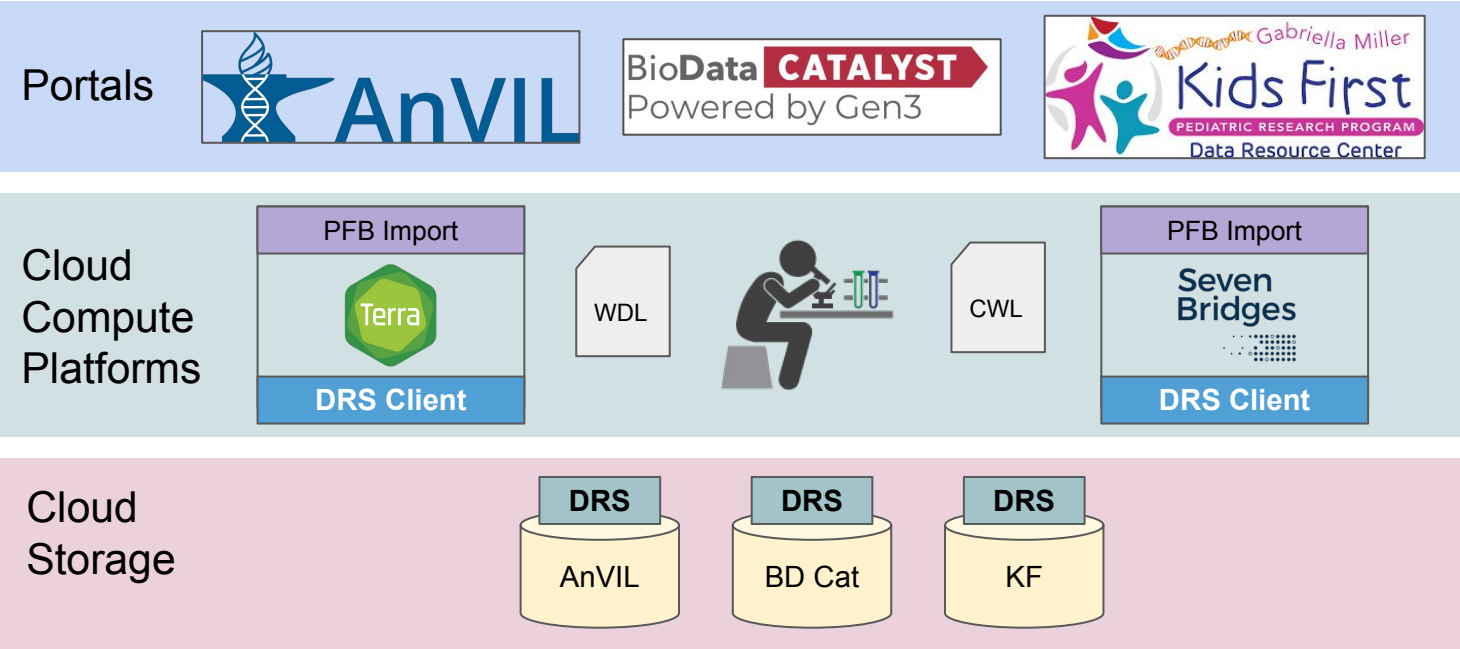 Portals
AnVIL
BioData CATALYST
Powered by Gen3
Gabriella Miller
Kids First
PEDIATRIC RESEARCH PROGRAM
Data Resource Center
Cloud
Compute
Platforms
PFB Import
Terra
DRS Client
WDL
CWL
PFB Import
Seven
Bridges
DRS Client
Cloud
Storage
DRS
AnVIL
DRS
BD Cat
DRS
KF